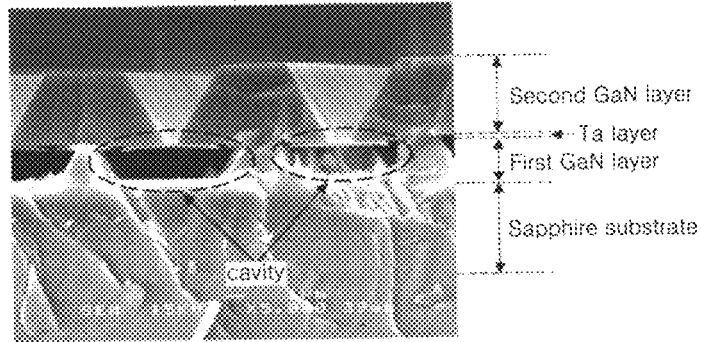 Second GaN layer
Ta layer
First GaN layer
Sapphire substrate
cavity